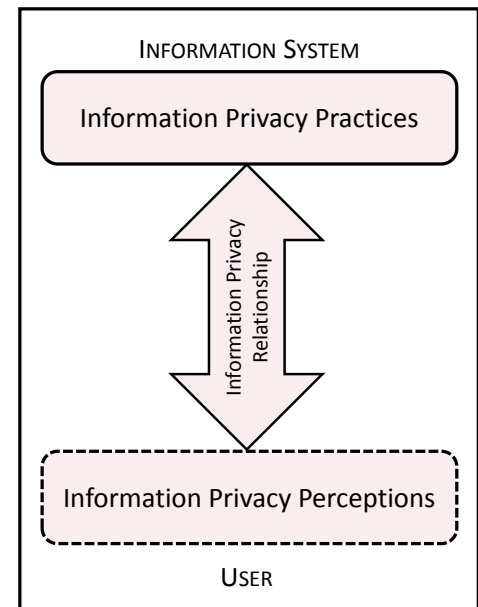 INFORMATION SYSTEM
Information Privacy Practices
Information Privacy
Relationship
Information Privacy Perceptions
USER